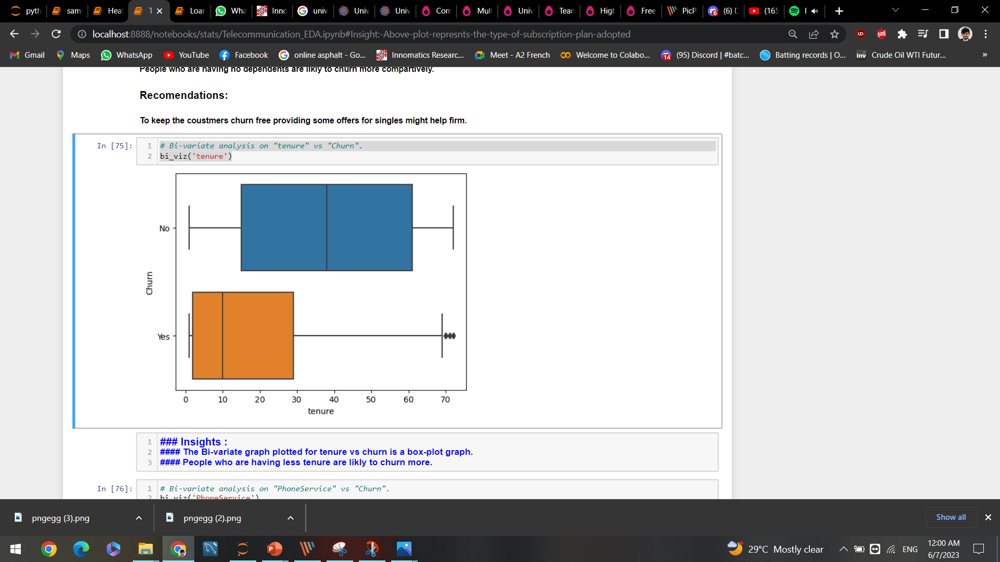 pyth
sam
Heal
T
Loar
Wha
Inno
univ
Univ
Univ
Com
Mult
Univ
Tean
High
Free
PicP
(6) D
(165
localhost:8888/notebooks/stats/Telecommunication_EDA.ipynb#Insight:-Above-plot-represnts-the-type-of-subscription-plan-adopted
Gmail
Maps
WhatsApp
YouTube
Facebook
online asphalt - Go...
Innomatics Researc...
Meet - A2 French
Welcome to Colabo...
(95) Discord | #batc...
Batting records | O...
Crude Oil WTI Futur...
»
People who are having no dependents are likly to churn more compartively.
Recomendations:
To keep the coustmers churn free providing some offers for singles might help firm.
In [75]:
1 # Bi-variate analysis on "tenure" vs "Churn".
2 bi_viz('tenure')
No
Churn
Yes
0 10 20 30 40 50 60 70
tenure
1 ### Insights :
2 #### The Bi-variate graph plotted for tenure vs churn is a box-plot graph.
3 #### People who are having less tenure are likly to churn more.
In [76]:
1 # Bi-variate analysis on "PhoneService" vs "Churn".
2 bi_viz('PhoneService')
pngegg (3).png
pngegg (2).png
Show all
29°C Mostly clear
ENG
12:00 AM
6/7/2023